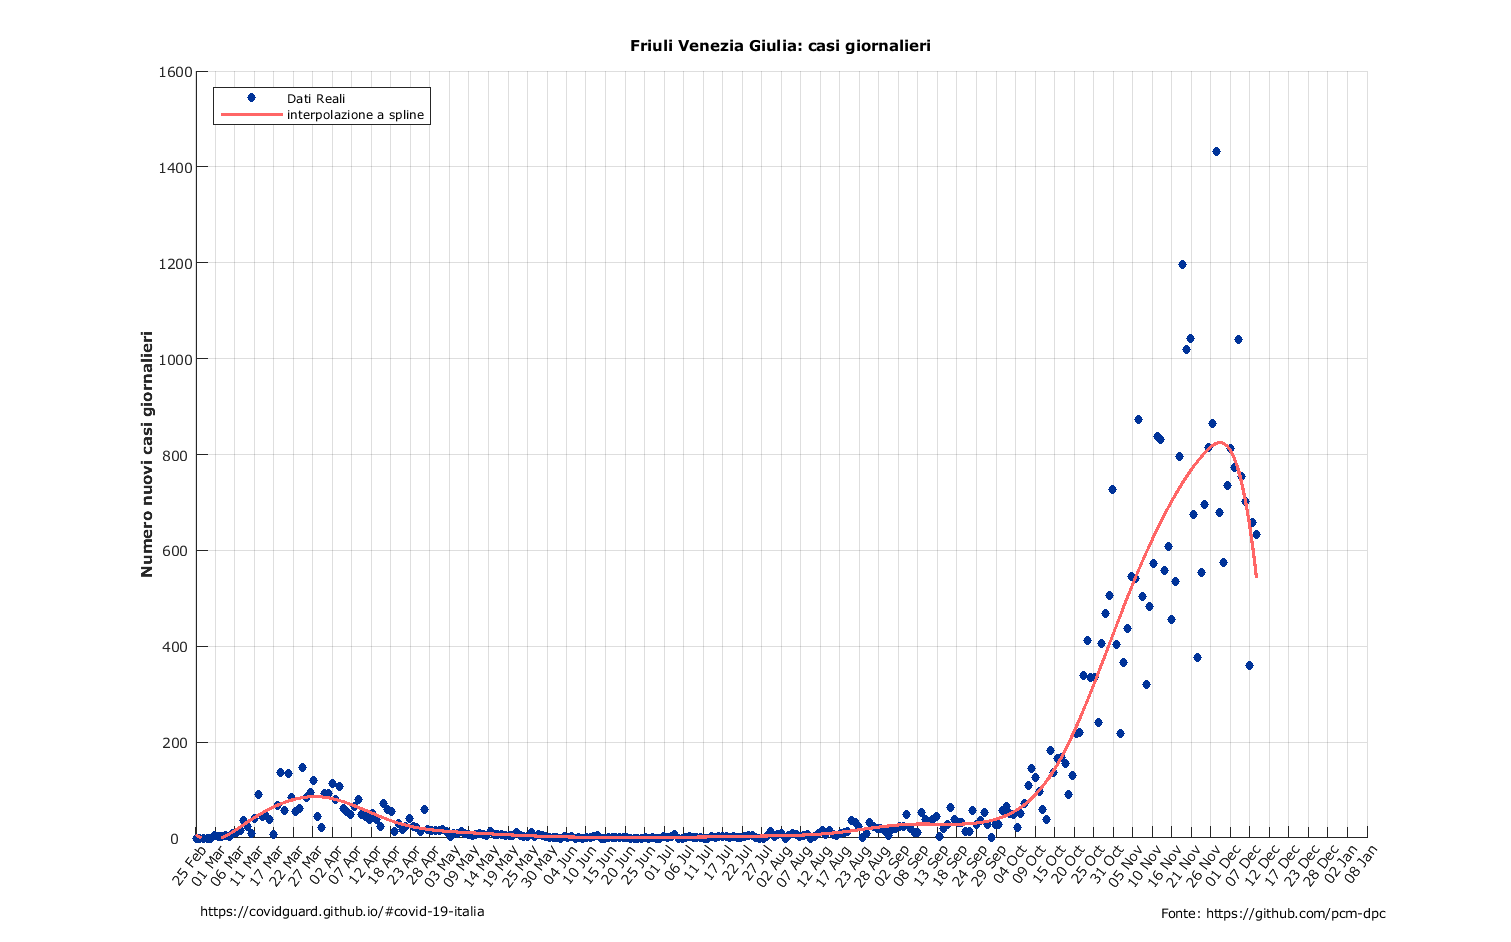 Friuli Venezia Giulia: casi giornalieri
Dati Reali
interpolazione a spline
Numero nuovi casi giornalieri
1600
1400
1200
1000
800
600
400
200
0
25 Feb
01 Mar
06 Mar
11 Mar
17 Mar
22 Mar
27 Mar
02 Apr
07 Apr
12 Apr
18 Apr
23 Apr
28 Apr
03 May
09 May
14 May
19 May
25 May
30 May
04 Jun
10 Jun
15 Jun
20 Jun
25 Jun
01 Jul
06 Jul
11 Jul
17 Jul
22 Jul
27 Jul
02 Aug
07 Aug
12 Aug
17 Aug
23 Aug
28 Aug
02 Sep
08 Sep
13 Sep
18 Sep
24 Sep
29 Sep
04 Oct
09 Oct
15 Oct
20 Oct
25 Oct
31 Oct
05 Nov
10 Nov
16 Nov
21 Nov
26 Nov
01 Dec
07 Dec
12 Dec
17 Dec
23 Dec
28 Dec
02 Jan
08 Jan
https://covidguard.github.io/#covid-19-italia
Fonte: https://github.com/pcm-dpc